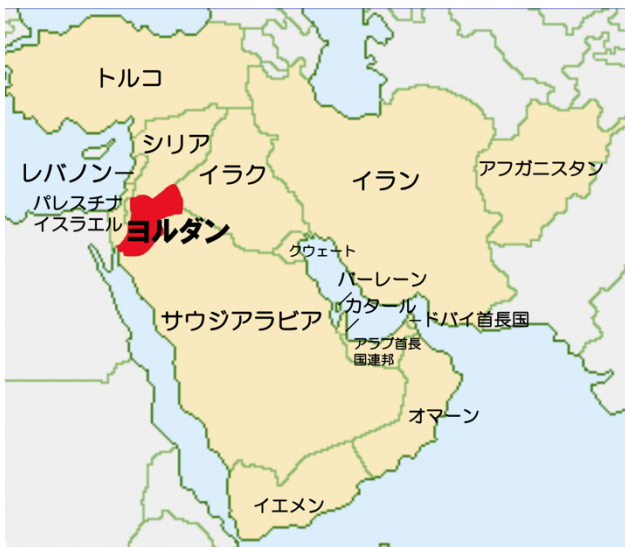 トルコ
シリア
レバノン
イラク
イラン
アフガニスタン
パレスチナ
イスラエル
ヨルダン
クウェート
バーレーン
カタール
サウジアラビア
ドバイ首長国
アラブ首長
国連邦
オマーン
イエメン